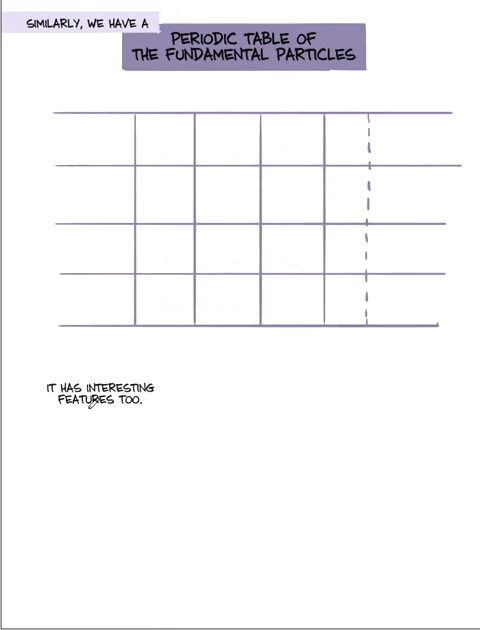 SIMILARLY, WE HAVE A
PERIODIC TABLE OF
THE FUNDAMENTAL PARTICLES
IT HAS INTERESTING
FEATURES TOO.